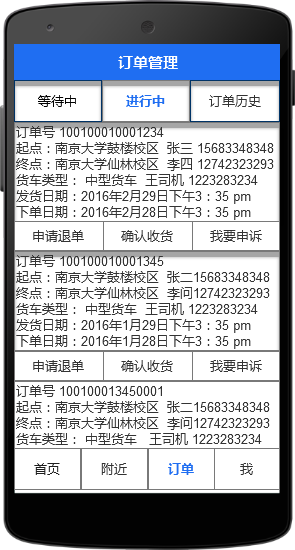 订单管理
等待中 进行中 订单历史
订单号 100100010001234
起点：南京大学鼓楼校区 张三 15683348348
终点：南京大学仙林校区 李四 12742323293
货车类型： 中型货车 王司机 1223283234
发货日期：2016年2月29日下午3：35 pm
下单日期：2016年2月28日下午3：35 pm
申请退单 确认收货 我要申诉
订单号 100100010001345
起点：南京大学鼓楼校区 张二15683348348
终点：南京大学仙林校区 李问12742323293
货车类型： 中型货车 王司机 1223283234
发货日期：2016年1月29日下午3：35 pm
下单日期：2016年1月28日下午3：35 pm
申请退单 确认收货 我要申诉
订单号 100100013450001
起点：南京大学鼓楼校区 张二15683348348
终点：南京大学仙林校区 李问12742323293
货车类型： 中型货车 王司机 1223283234
首页 附近 订单 我